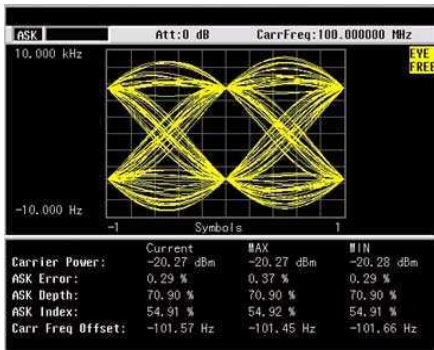 ASK Att:0 dB CarrFreq:100.000000 MHz
10.000 kHz
EYE
FREE
-10.000 Hz
-1 Symbols 1
Current MAX MIN
Carrier Power: -20.27 dBm -20.27 dBm -20.28 dBm
ASK Error: 0.29 % 0.37 % 0.29 %
ASK Depth: 70.90 % 70.90 % 70.90 %
ASK Index: 54.91 % 54.92 % 54.91 %
Carr Freq Offset: -101.57 Hz -101.45 Hz -101.66 Hz